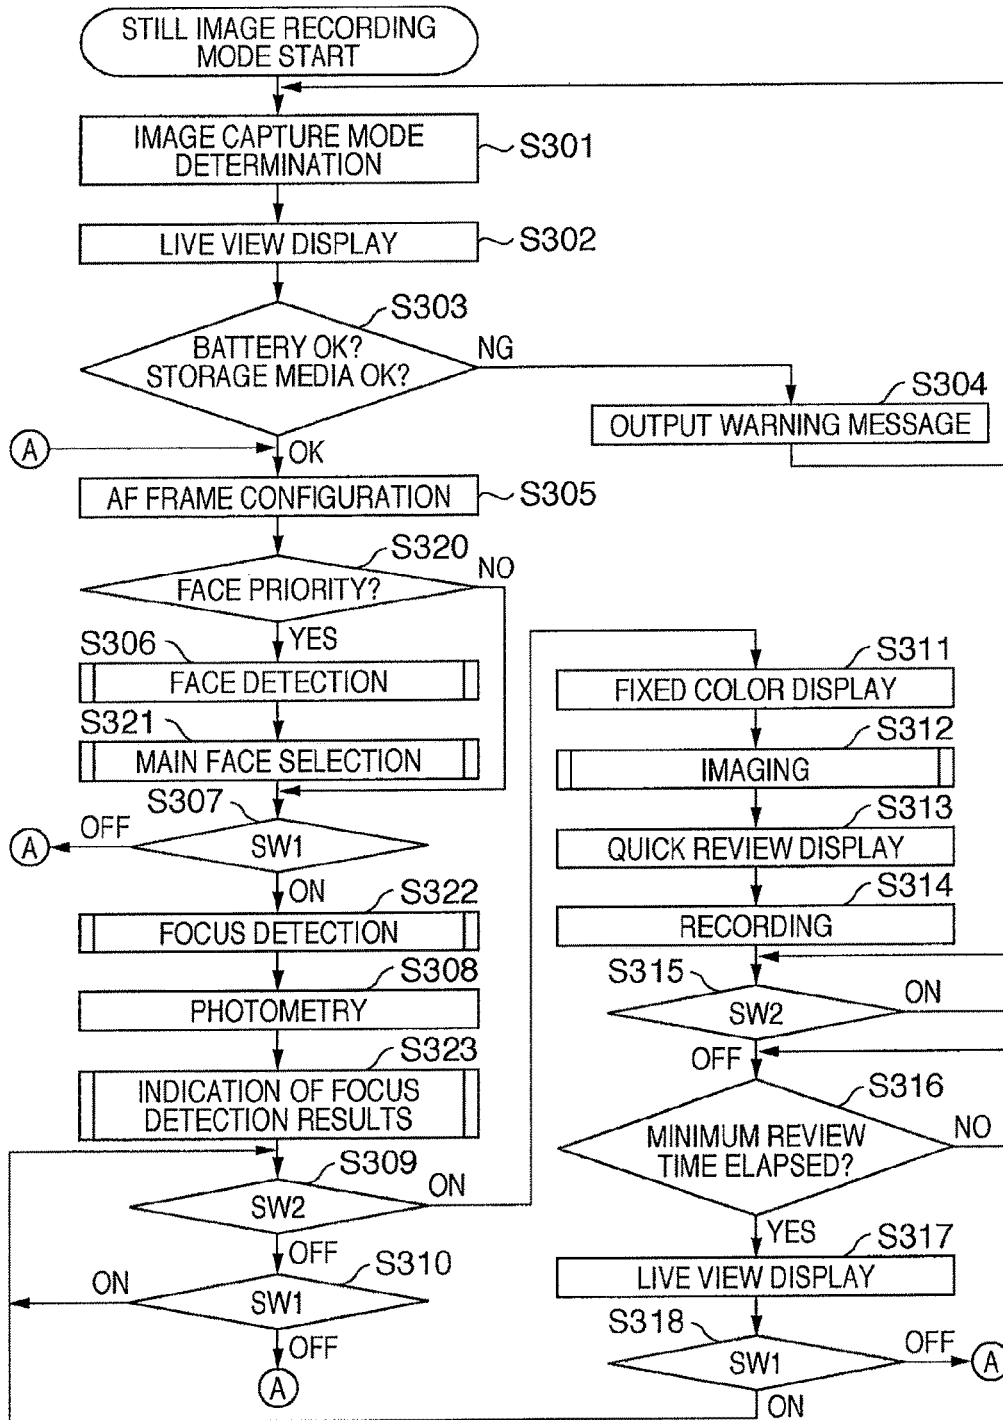 STILL IMAGE RECORDING
MODE START
IMAGE CAPTURE MODE
DETERMINATION
S301
LIVE VIEW DISPLAY
S302
S303
BATTERY OK?
STORAGE MEDIA OK?
NG
S304
OUTPUT WARNING MESSAGE
A
OK
AF FRAME CONFIGURATION
S305
S320
FACE PRIORITY?
NO
YES
S306
FACE DETECTION
S321
MAIN FACE SELECTION
S307
OFF
A
SW1
ON
S322
FOCUS DETECTION
S308
PHOTOMETRY
S323
INDICATION OF FOCUS
DETECTION RESULTS
S309
SW2
ON
OFF
S310
ON
SW1
OFF
A
S311
FIXED COLOR DISPLAY
S312
IMAGING
S313
QUICK REVIEW DISPLAY
S314
RECORDING
S315
SW2
ON
OFF
S316
MINIMUM REVIEW
TIME ELAPSED?
NO
YES
S317
LIVE VIEW DISPLAY
S318
SW1
OFF
A
ON